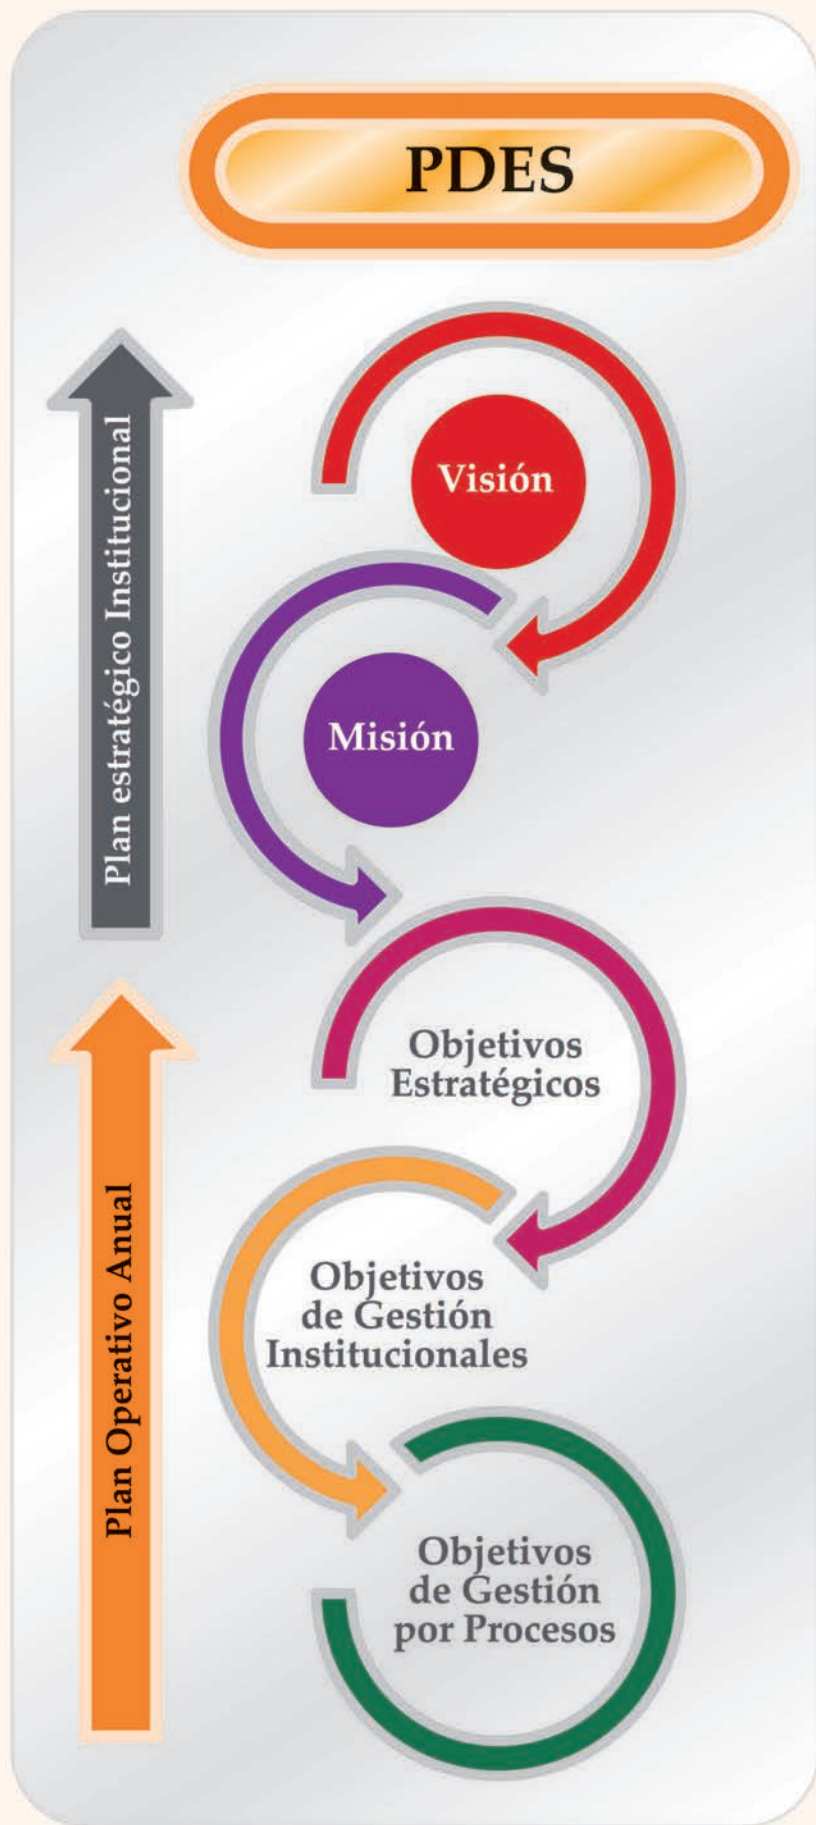 PDES
Plan estratégico Institucional
Visión
Misión
Plan Operativo Anual
Objetivos
Estratégicos
Objetivos
de Gestión
Institucionales
Objetivos
de Gestión
por Procesos